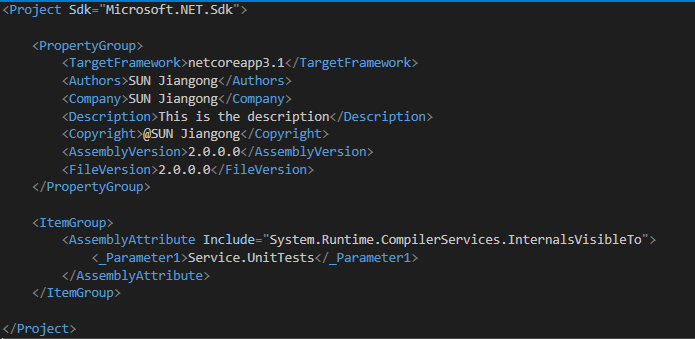 <Project Sdk="Microsoft.NET.Sdk">
<PropertyGroup>
<TargetFramework>netcoreapp3.1</TargetFramework>
<Authors>SUN Jiangong</Authors>
<Company>SUN Jiangong</Company>
<Description>This is the description</Description>
<Copyright>@SUN Jiangong</Copyright>
<AssemblyVersion>2.0.0.0</AssemblyVersion>
<FileVersion>2.0.0.0</FileVersion>
</PropertyGroup>
<ItemGroup>
<AssemblyAttribute Include="System.Runtime.CompilerServices.InternalsVisibleTo">
<_Parameter1>Service.UnitTests</_Parameter1>
</AssemblyAttribute>
</ItemGroup>
</Project>